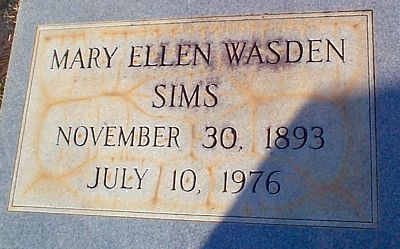 MARY ELLEN WASDEN
SIMS
NOVEMBER 30, 1893
JULY 10, 1976